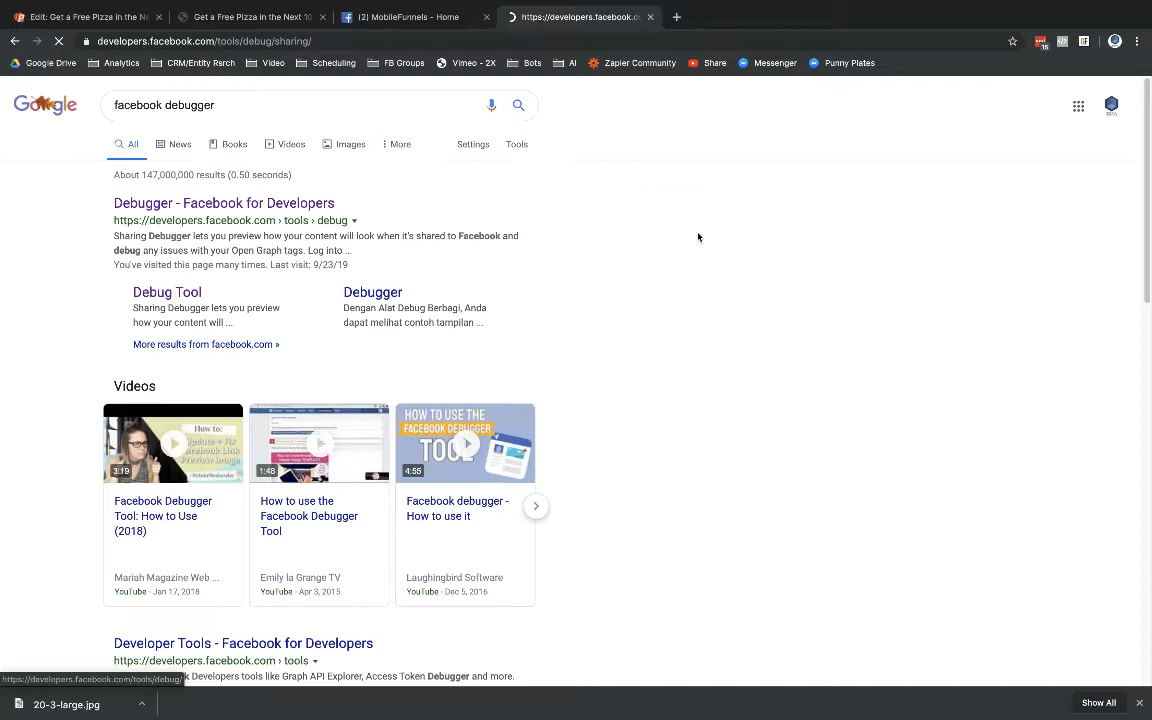 Edit: Get a Free Pizza in the Ne
Get a Free Pizza in the Next 10
(2) MobileFunnels - Home
https://developers.facebook.co
developers.facebook.com/tools/debug/sharing/
16
Google Drive
Analytics
CRM/Entity Rsrch
Video
Scheduling
FB Groups
Vimeo - 2X
Bots
AI
Zapier Community
Share
Messenger
Punny Plates
Google
facebook debugger
All
News
Books
Videos
Images
More
Settings
Tools
About 147,000,000 results (0.50 seconds)
Debugger - Facebook for Developers
https://developers.facebook.com › tools › debug
Sharing Debugger lets you preview how your content will look when it's shared to Facebook and
debug any issues with your Open Graph tags. Log into ...
You've visited this page many times. Last visit: 9/23/19
Debug Tool
Sharing Debugger lets you preview
how your content will ...
Debugger
Dengan Alat Debug Berbagi, Anda
dapat melihat contoh tampilan ...
More results from facebook.com »
Videos
How to:
Update + Fix
Facebook Link
Preview Image
3:19
1:48
HOW TO USE THE
FACEBOOK DEBUGGER
TOOL
4:55
Facebook Debugger
Tool: How to Use
(2018)
Mariah Magazine Web ...
YouTube - Jan 17, 2018
How to use the
Facebook Debugger
Tool
Emily la Grange TV
YouTube - Apr 3, 2015
Facebook debugger -
How to use it
Laughingbird Software
YouTube - Dec 5, 2016
Developer Tools - Facebook for Developers
https://developers.facebook.com › tools
k Developers tools like Graph API Explorer, Access Token Debugger and more.
https://developers.facebook.com/tools/debug/
20-3-large.jpg
Show All